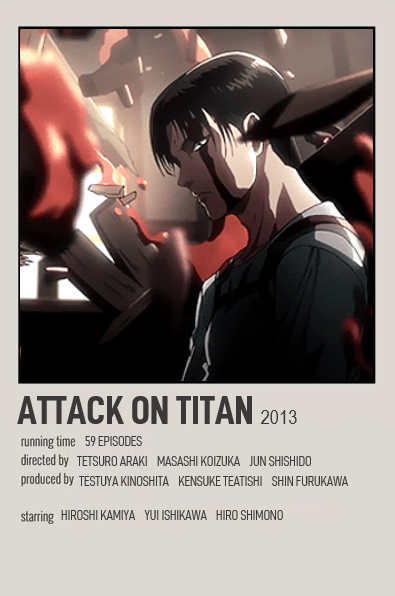 ATTACK ON TITAN 2013
running time 59 EPISODES
directed by TETSURO ARAKI MASASHI KOIZUKA JUN SHISHIDO
produced by TESTUYA KINOSHITA KENSUKE TEATISHI SHIN FURUKAWA
starring HIROSHI KAMIYA YUI ISHIKAWA HIRO SHIMONO